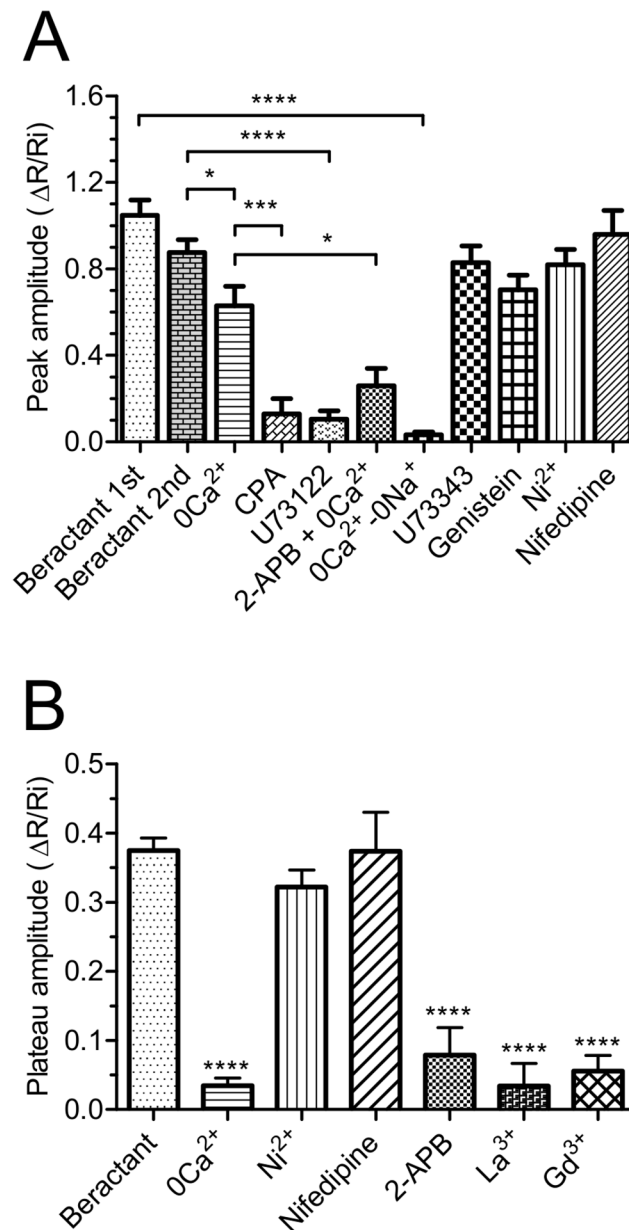 A
Peak amplitude (ΔR/Ri)
1.6
1.2
0.8
0.4
0.0
****
****
*
***
*
Beractant 1st
Beractant 2nd
0Ca²⁺
CPA
U73122
2-APB + 0Ca²⁺
0Ca²⁺ -0Na⁺
U73343
Genistein
Ni²⁺
Nifedipine
B
Plateau amplitude (ΔR/Ri)
0.5
0.4
0.3
0.2
0.1
0.0
****
****
****
****
Beractant
0Ca²⁺
Ni²⁺
Nifedipine
2-APB
La³⁺
Gd³⁺